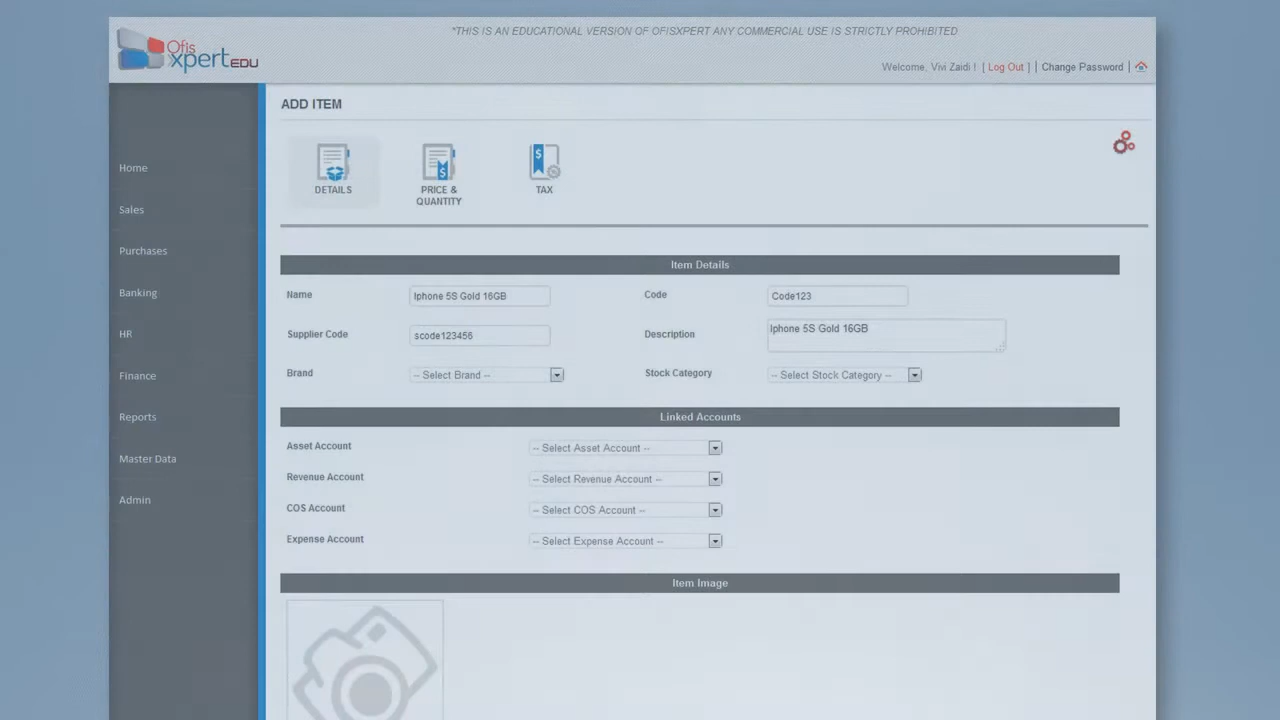 *THIS IS AN EDUCATIONAL VERSION OF OFISXPERT ANY COMMERCIAL USE IS STRICTLY PROHIBITED
Ofis
xpert EDU
Welcome, Vivi Zaidi ! [ Log Out ] | Change Password |
ADD ITEM
DETAILS
PRICE &
QUANTITY
TAX
Home
Sales
Purchases
Banking
HR
Finance
Reports
Master Data
Admin
Item Details
Name Iphone 5S Gold 16GB Code Code123
Supplier Code scode123456 Description Iphone 5S Gold 16GB
Brand -- Select Brand -- Stock Category -- Select Stock Category --
Linked Accounts
Asset Account -- Select Asset Account --
Revenue Account -- Select Revenue Account --
COS Account -- Select COS Account --
Expense Account -- Select Expense Account --
Item Image